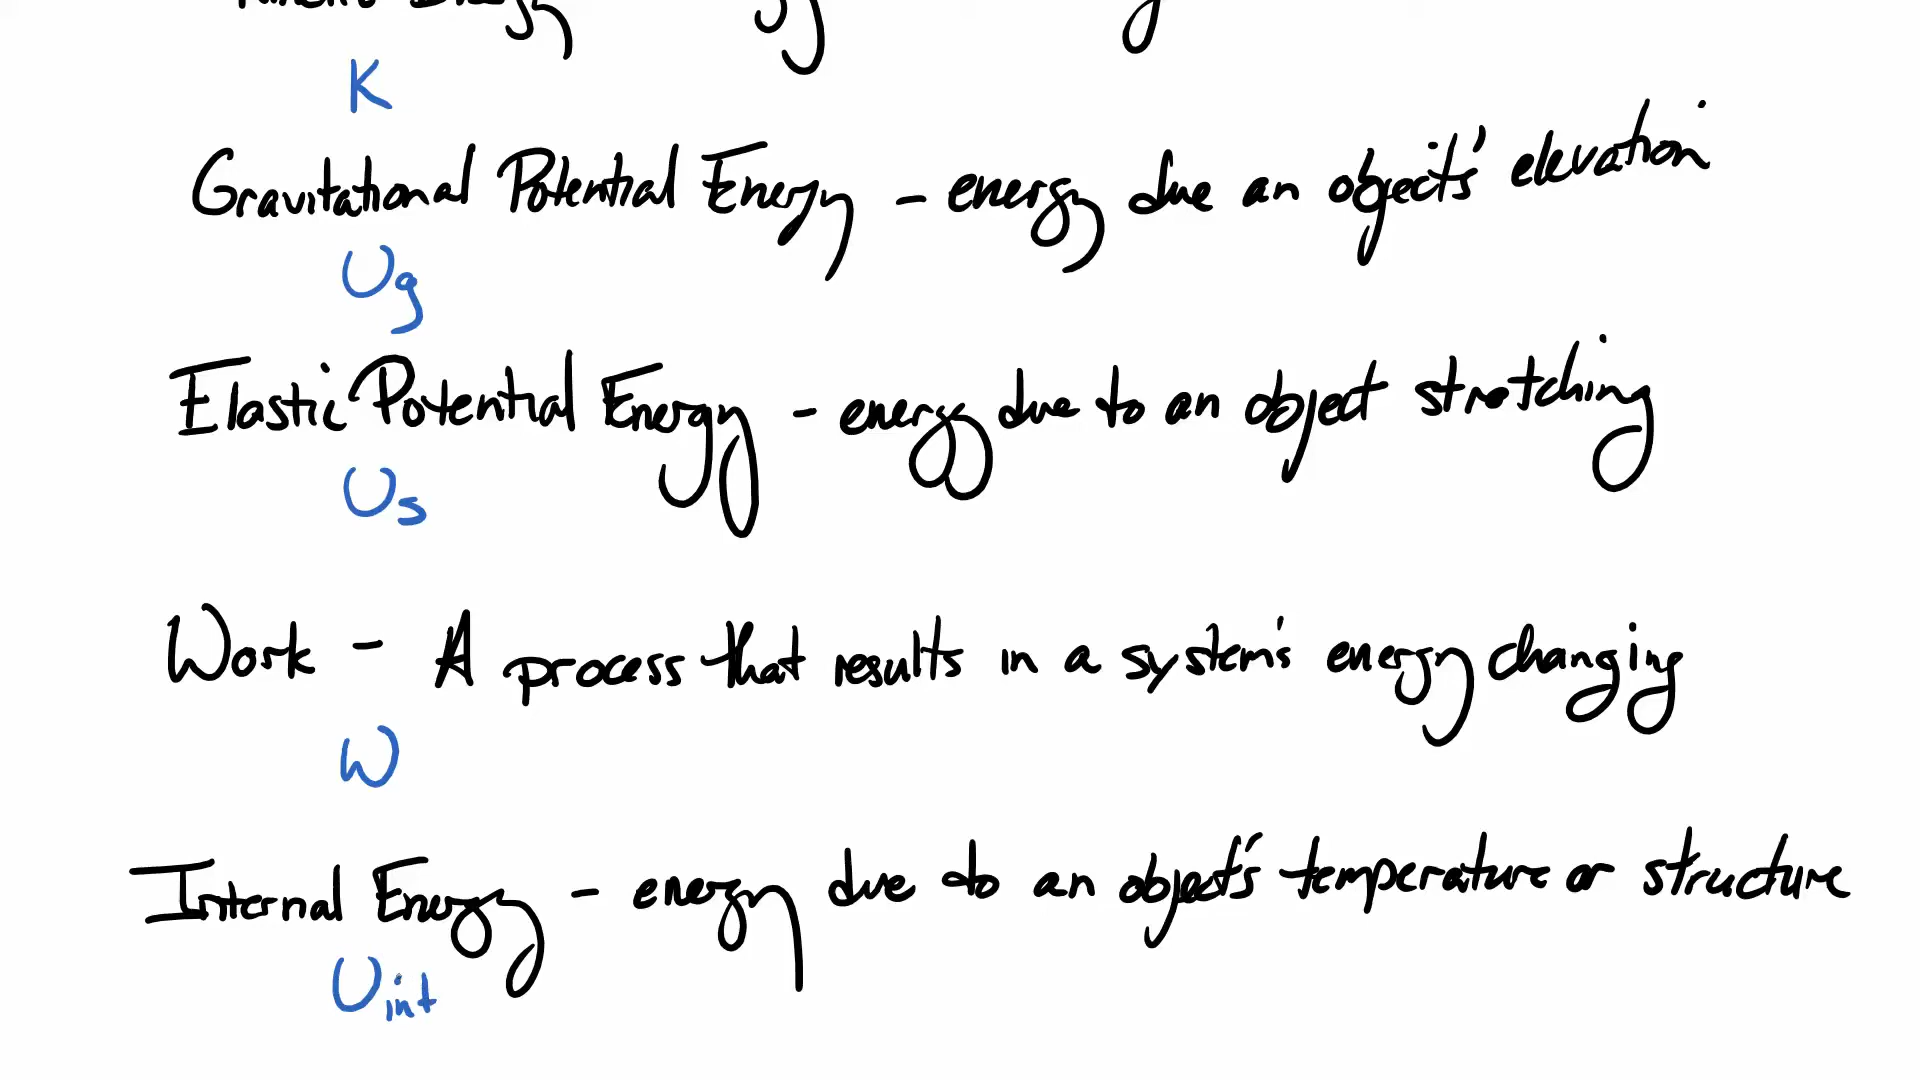 K
Gravitational Potential Energy - energy due an object's' elevation
Ug
Elastic Potential Energy - energy due to an object stretching
Us
Work - A process that results in a system's energy changing
W
Internal Energy - energy due to an object's temperature or structure
Uint